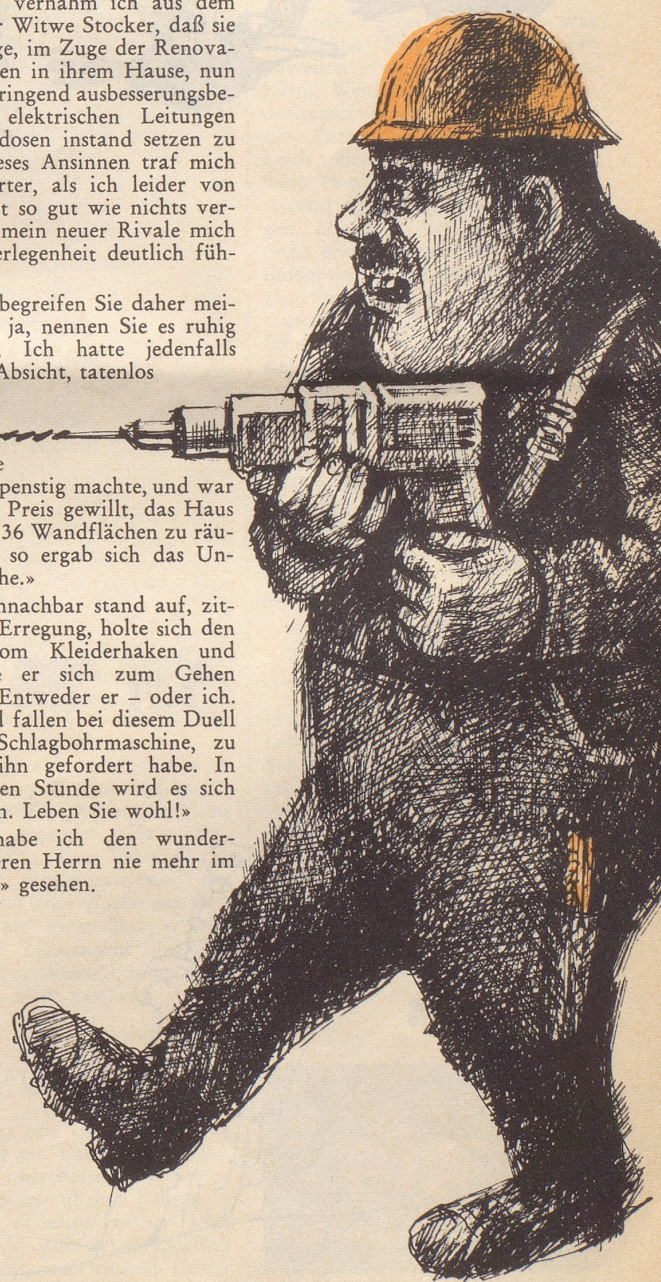 vernahm ich aus dem
r Witwe Stocker, daß sie
ge, im Zuge der Renova-
en in ihrem Hause, nun
ringend ausbesserungsbe-
elektrischen Leitungen
dosen instand setzen zu
eses Ansinnen traf mich
rter, als ich leider von
t so gut wie nichts ver-
mein neuer Rivale mich
erlegenheit deutlich füh-
begreifen Sie daher mei-
ja, nennen Sie es ruhig
. Ich hatte jedenfalls
Absicht, tatenlos
e
penstig machte, und war
Preis gewillt, das Haus
36 Wandflächen zu räu-
so ergab sich das Un-
he.»
hnachbar stand auf, zit-
Erregung, holte sich den
om Kleiderhaken und
e er sich zum Gehen
Entweder er – oder ich.
d fallen bei diesem Duell
Schlagbohrmaschine, zu
ihn gefordert habe. In
en Stunde wird es sich
n. Leben Sie wohl!»
habe ich den wunder-
eren Herrn nie mehr im
» gesehen.